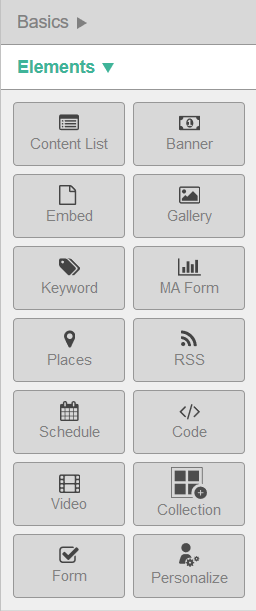 Basics
Elements
Content List
Banner
Embed
Gallery
Keyword
MA Form
Places
RSS
Schedule
Code
Video
Collection
Form
Personalize